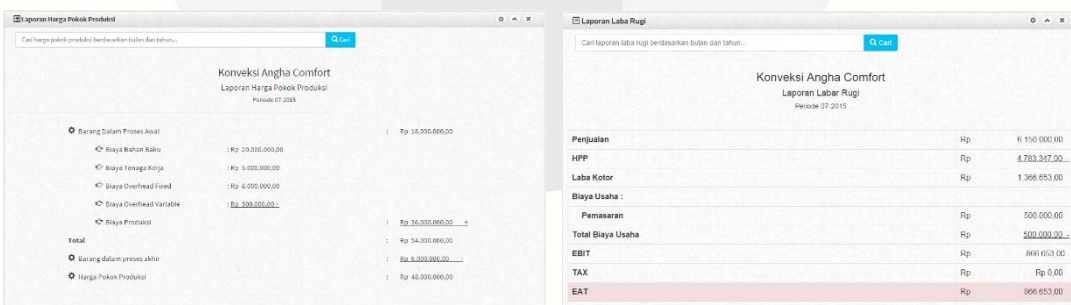 Laporan Harga Pokok Produksi
Cari harga pokok produksi berdasarkan bulan dan tahun...
Cari
Konveksi Angha Comfort
Laporan Harga Pokok Produksi
Periode 07-2015
Barang Dalam Proses Awal : Rp 18.000.000,00
Biaya Bahan Baku : Rp 20.000.000,00
Biaya Tenaga Kerja : Rp 5.000.000,00
Biaya Overhead Fixed : Rp 8.000.000,00
Biaya Overhead Variable : Rp 500.000,00 -
Biaya Produksi : Rp 36.000.000,00 +
Total : Rp 54.000.000,00
Barang dalam proses akhir : Rp 6.000.000,00 -
Harga Pokok Produksi : Rp 48.000.000,00
Laporan Laba Rugi
Cari laporan laba rugi berdasarkan bulan dan tahun...
Cari
Konveksi Angha Comfort
Laporan Labar Rugi
Periode 07-2015
Penjualan Rp 6.150.000,00
HPP Rp 4.783.347,00 -
Laba Kotor Rp 1.366.653,00
Biaya Usaha :
Pemasaran Rp 500.000,00
Total Biaya Usaha Rp 500.000,00 -
EBIT Rp 866.653,00
TAX Rp Rp 0,00
EAT Rp 866.653,00